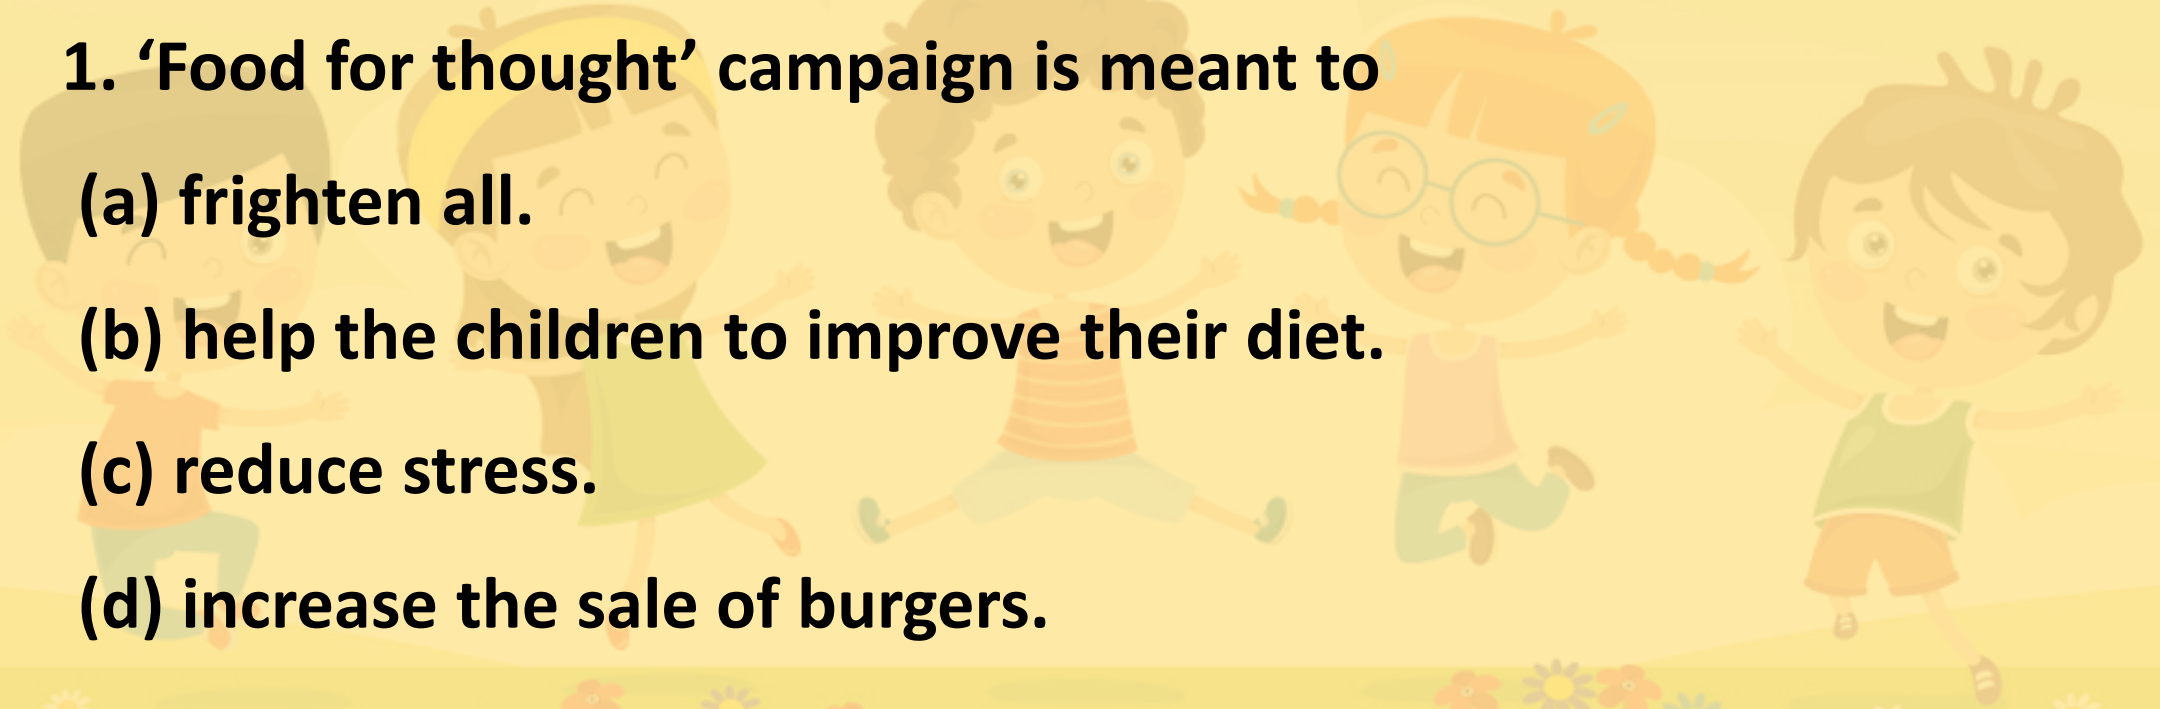 1. ‘Food for thought’ campaign is meant to
(a) frighten all.
(b) help the children to improve their diet.
(c) reduce stress.
(d) increase the sale of burgers.